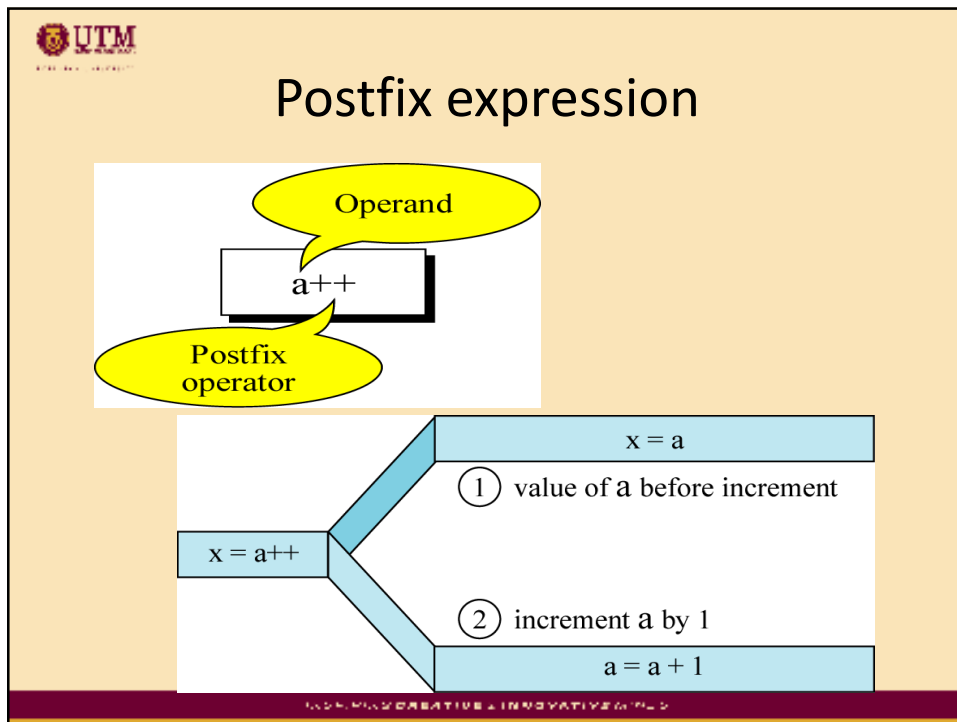 UTM
Postfix expression
Operand
a++
Postfix
operator
x = a
1 value of a before increment
x = a++
2 increment a by 1
a = a + 1